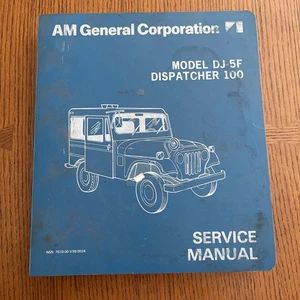 AM General Corporation
MODEL DJ-5F
DISPATCHER 100
SERVICE
MANUAL